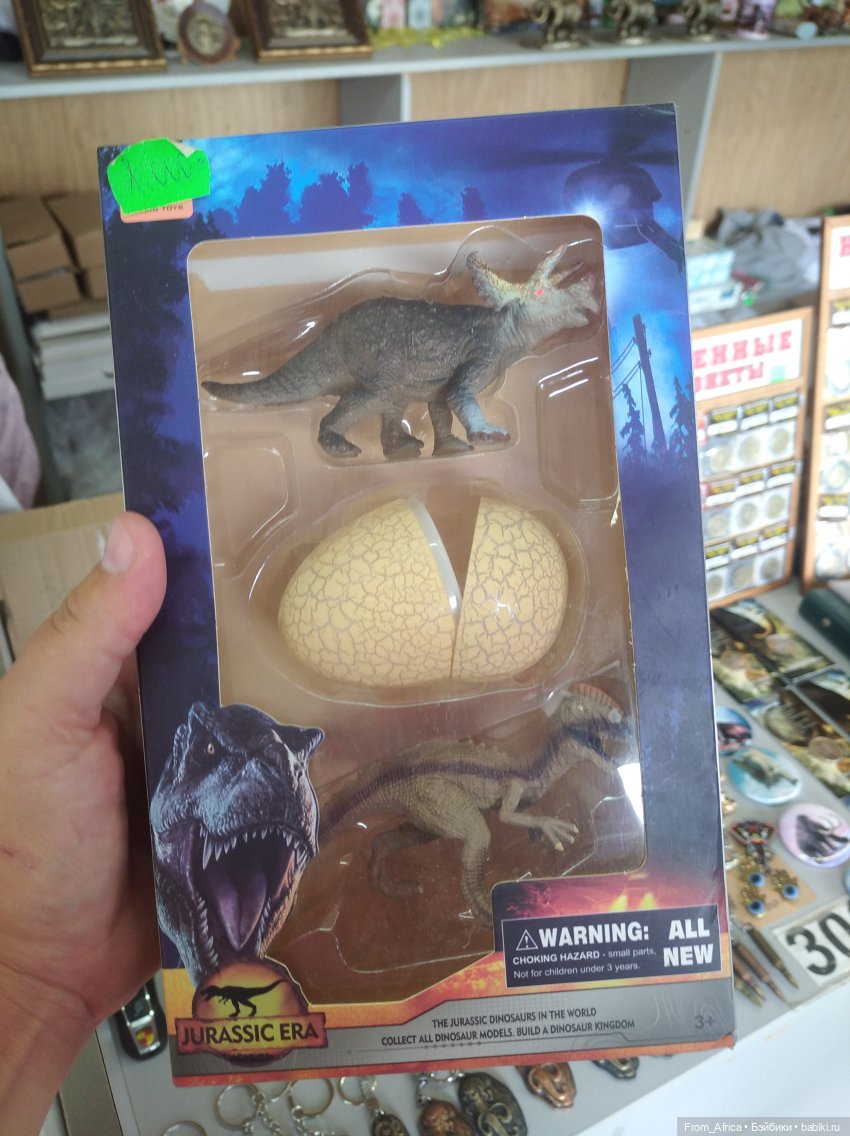 JURASSIC ERA
WARNING:
CHOKING HAZARD - small parts.
Not for children under 3 years.
ALL
NEW
THE JURASSIC DINOSAURS IN THE WORLD
COLLECT ALL DINOSAUR MODELS. BUILD A DINOSAUR KINGDOM
3+
From_Africa • Бэйбики • babiki.ru